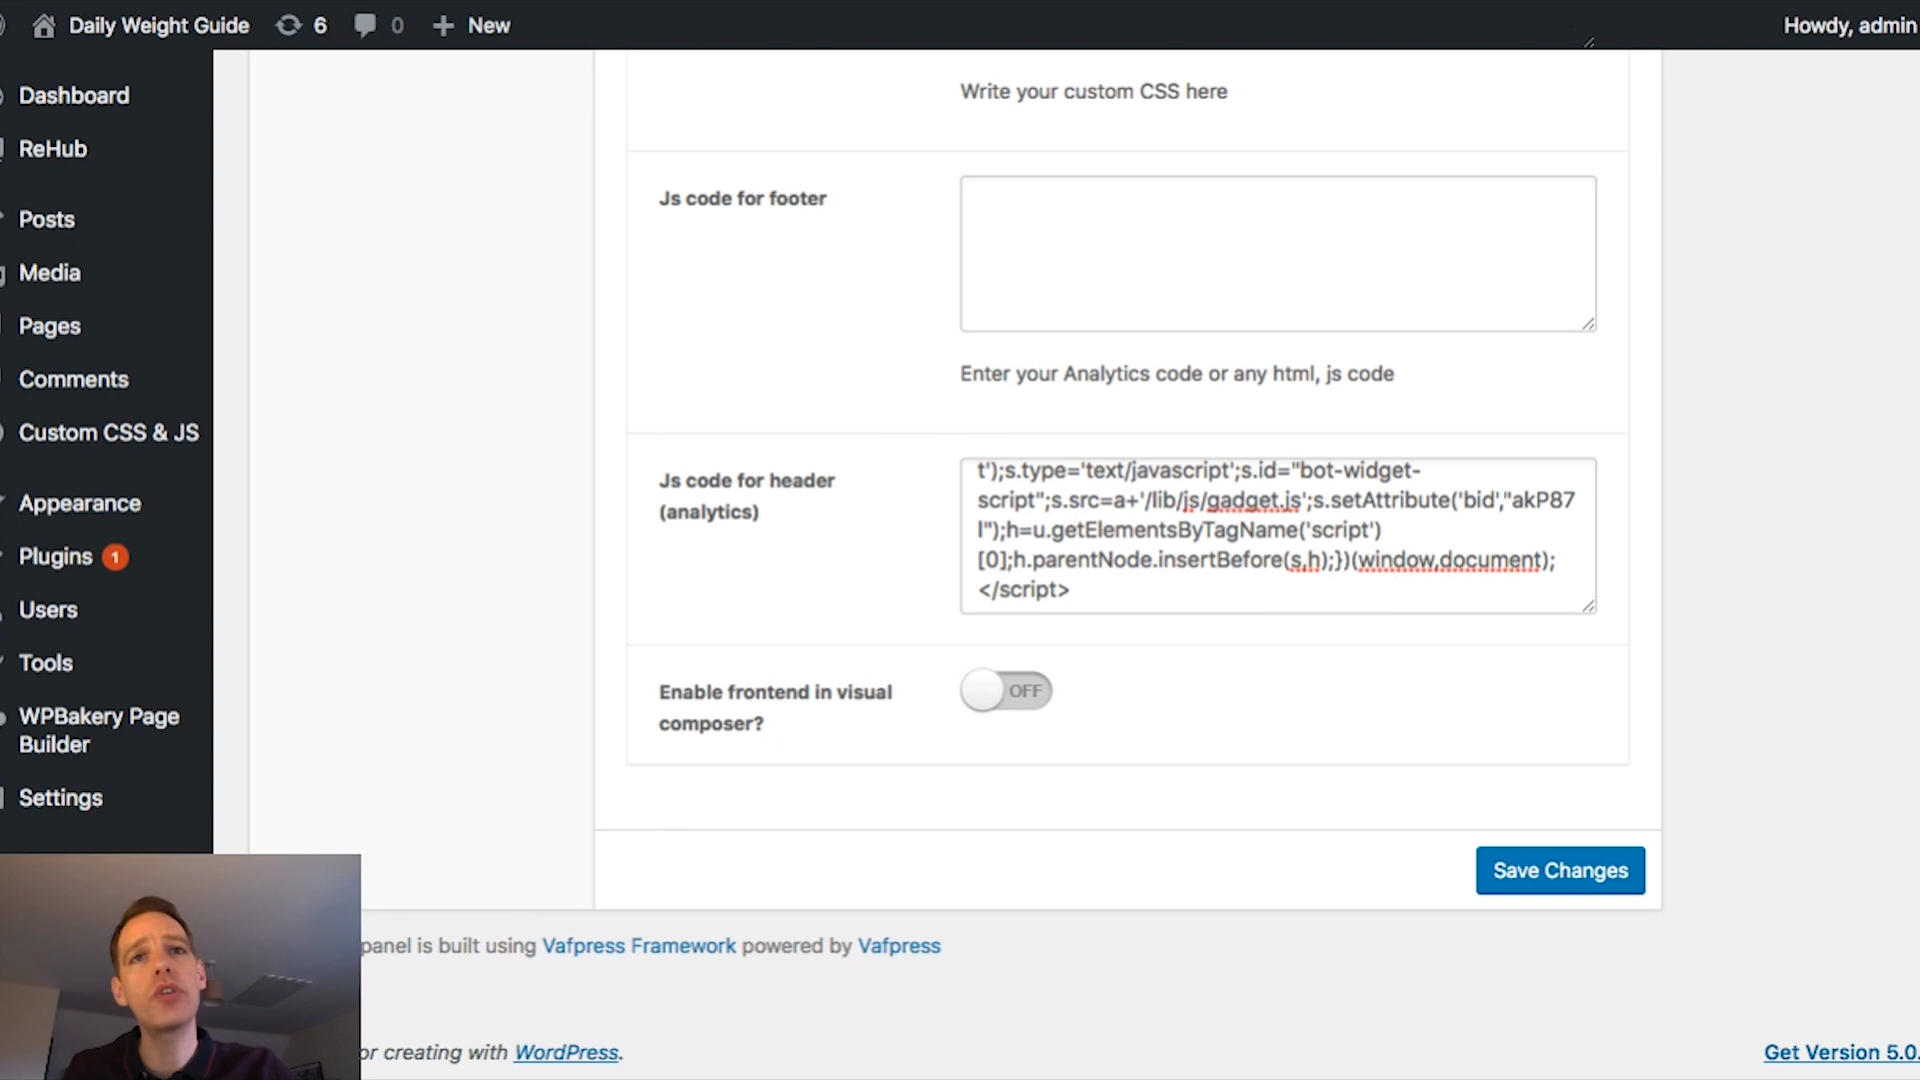 Daily Weight Guide 6 0 + New Howdy, admin
Dashboard
ReHub
Posts
Media
Pages
Comments
Custom CSS & JS
Appearance
Plugins 1
Users
Tools
WPBakery Page
Builder
Settings
Write your custom CSS here
Js code for footer
Enter your Analytics code or any html, js code
Js code for header
(analytics)
t');s.type='text/javascript';s.id="bot-widget-
script";s.src=a+'/lib/js/gadget.js';s.setAttribute('bid',"akP87
l");h=u.getElementsByTagName('script')
[0];h.parentNode.insertBefore(s,h);})(window,document);
</script>
Enable frontend in visual
composer?
OFF
Save Changes
panel is built using Vafpress Framework powered by Vafpress
or creating with WordPress.
Get Version 5.0.